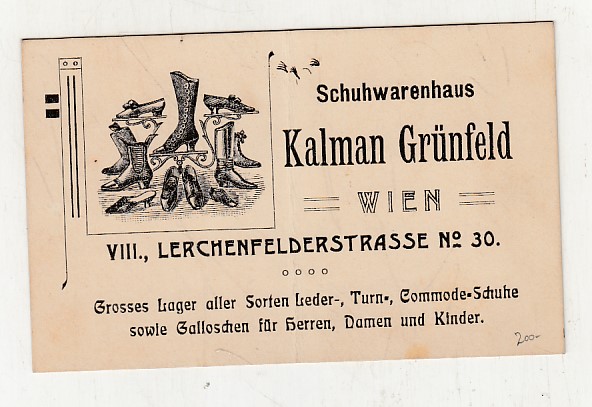 Schuhwarenhaus
Kalman Grünfeld
WIEN
VIII., LERCHENFELDERSTRASSE No 30.
Grosses Lager aller Sorten Leder-, Turn-, Commode-Schuhe
sowie Galloschen für Herren, Damen und Kinder.
200-